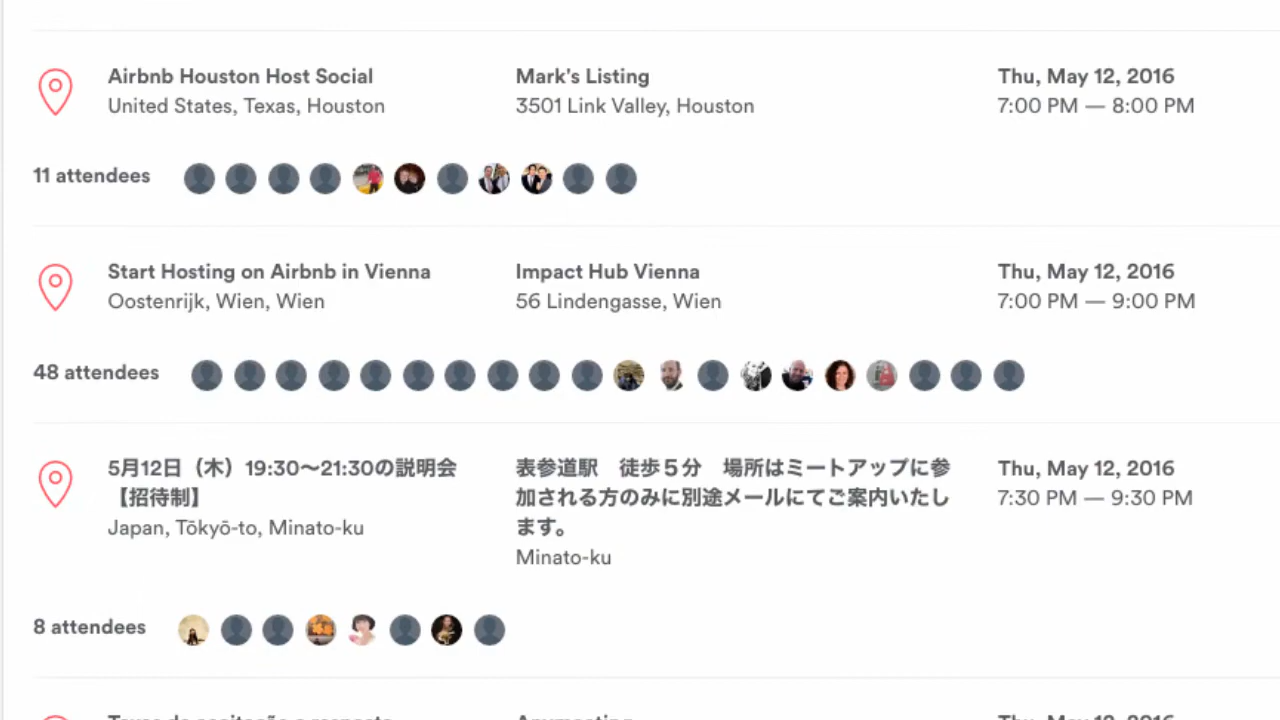 Airbnb Houston Host Social
United States, Texas, Houston
Mark's Listing
3501 Link Valley, Houston
Thu, May 12, 2016
7:00 PM — 8:00 PM
11 attendees
Start Hosting on Airbnb in Vienna
Oostenrijk, Wien, Wien
Impact Hub Vienna
56 Lindengasse, Wien
Thu, May 12, 2016
7:00 PM — 9:00 PM
48 attendees
5月12日（木）19:30〜21:30の説明会
【招待制】
Japan, Tōkyō-to, Minato-ku
表参道駅　徒歩５分　場所はミートアップに参
加される方のみに別途メールにてご案内いたし
ます。
Minato-ku
Thu, May 12, 2016
7:30 PM — 9:30 PM
8 attendees